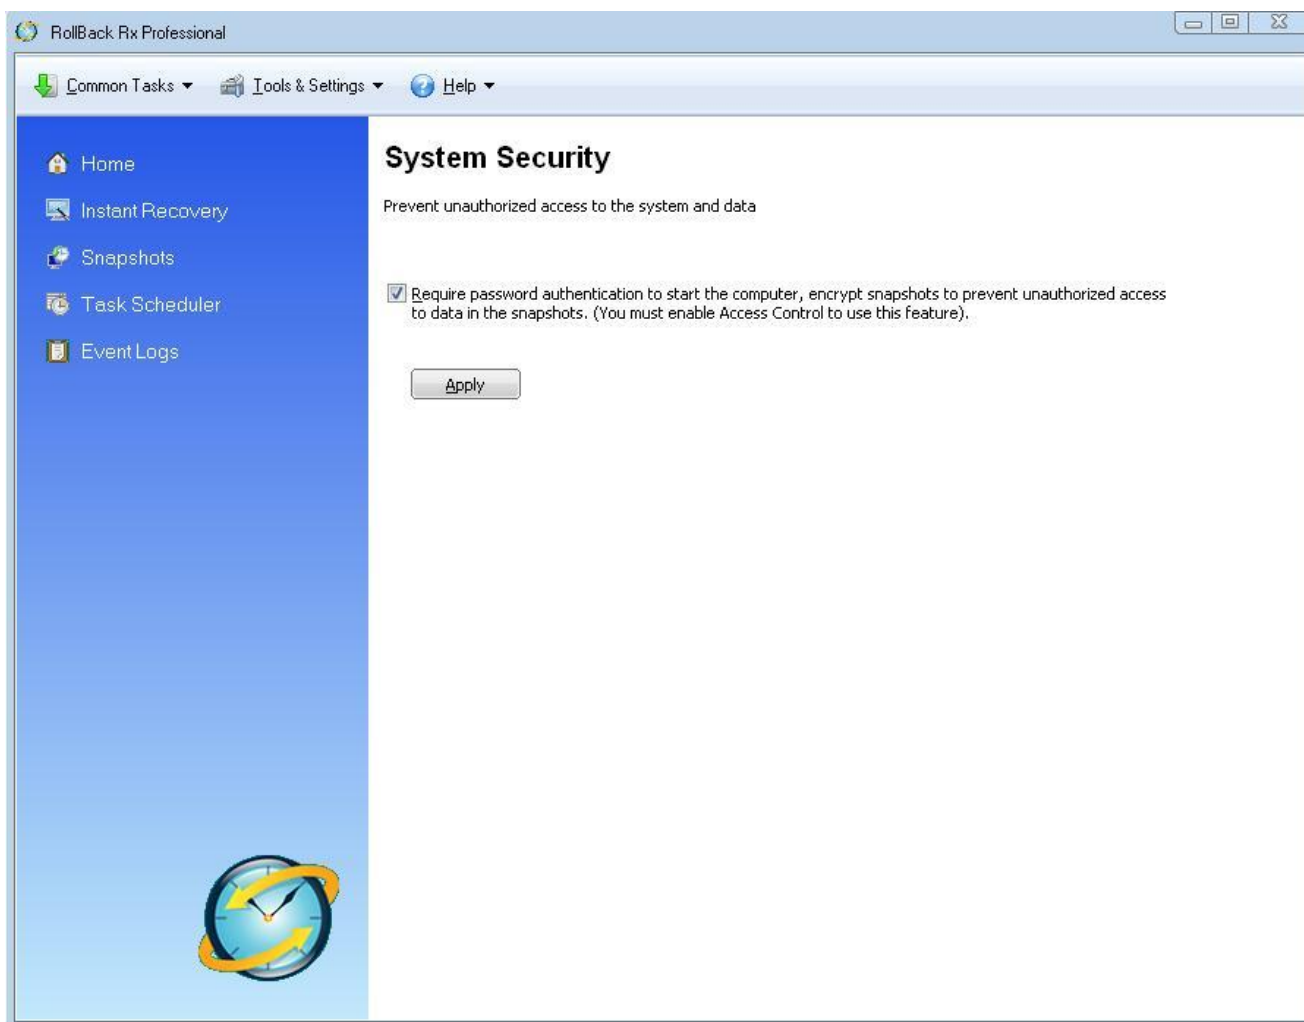 RollBack Rx Professional
Common Tasks Tools & Settings Help
Home
Instant Recovery
Snapshots
Task Scheduler
Event Logs
System Security
Prevent unauthorized access to the system and data
Require password authentication to start the computer, encrypt snapshots to prevent unauthorized access
to data in the snapshots. (You must enable Access Control to use this feature).
Apply